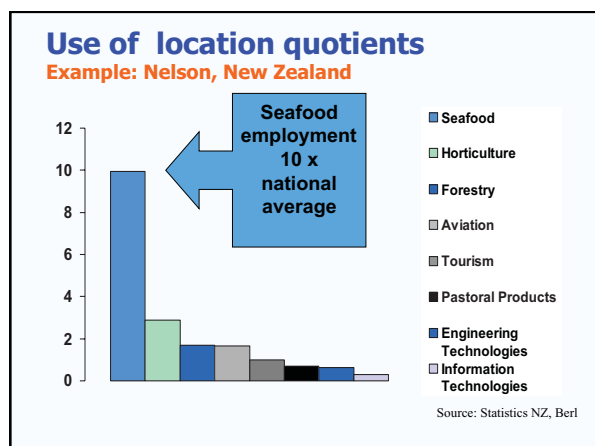 Use of location quotients
Example: Nelson, New Zealand
Seafood
employment
10 x
national
average
12
10
8
6
4
2
0
Seafood
Horticulture
Forestry
Aviation
Tourism
Pastoral Products
Engineering
Technologies
Information
Technologies
Source: Statistics NZ, Berl